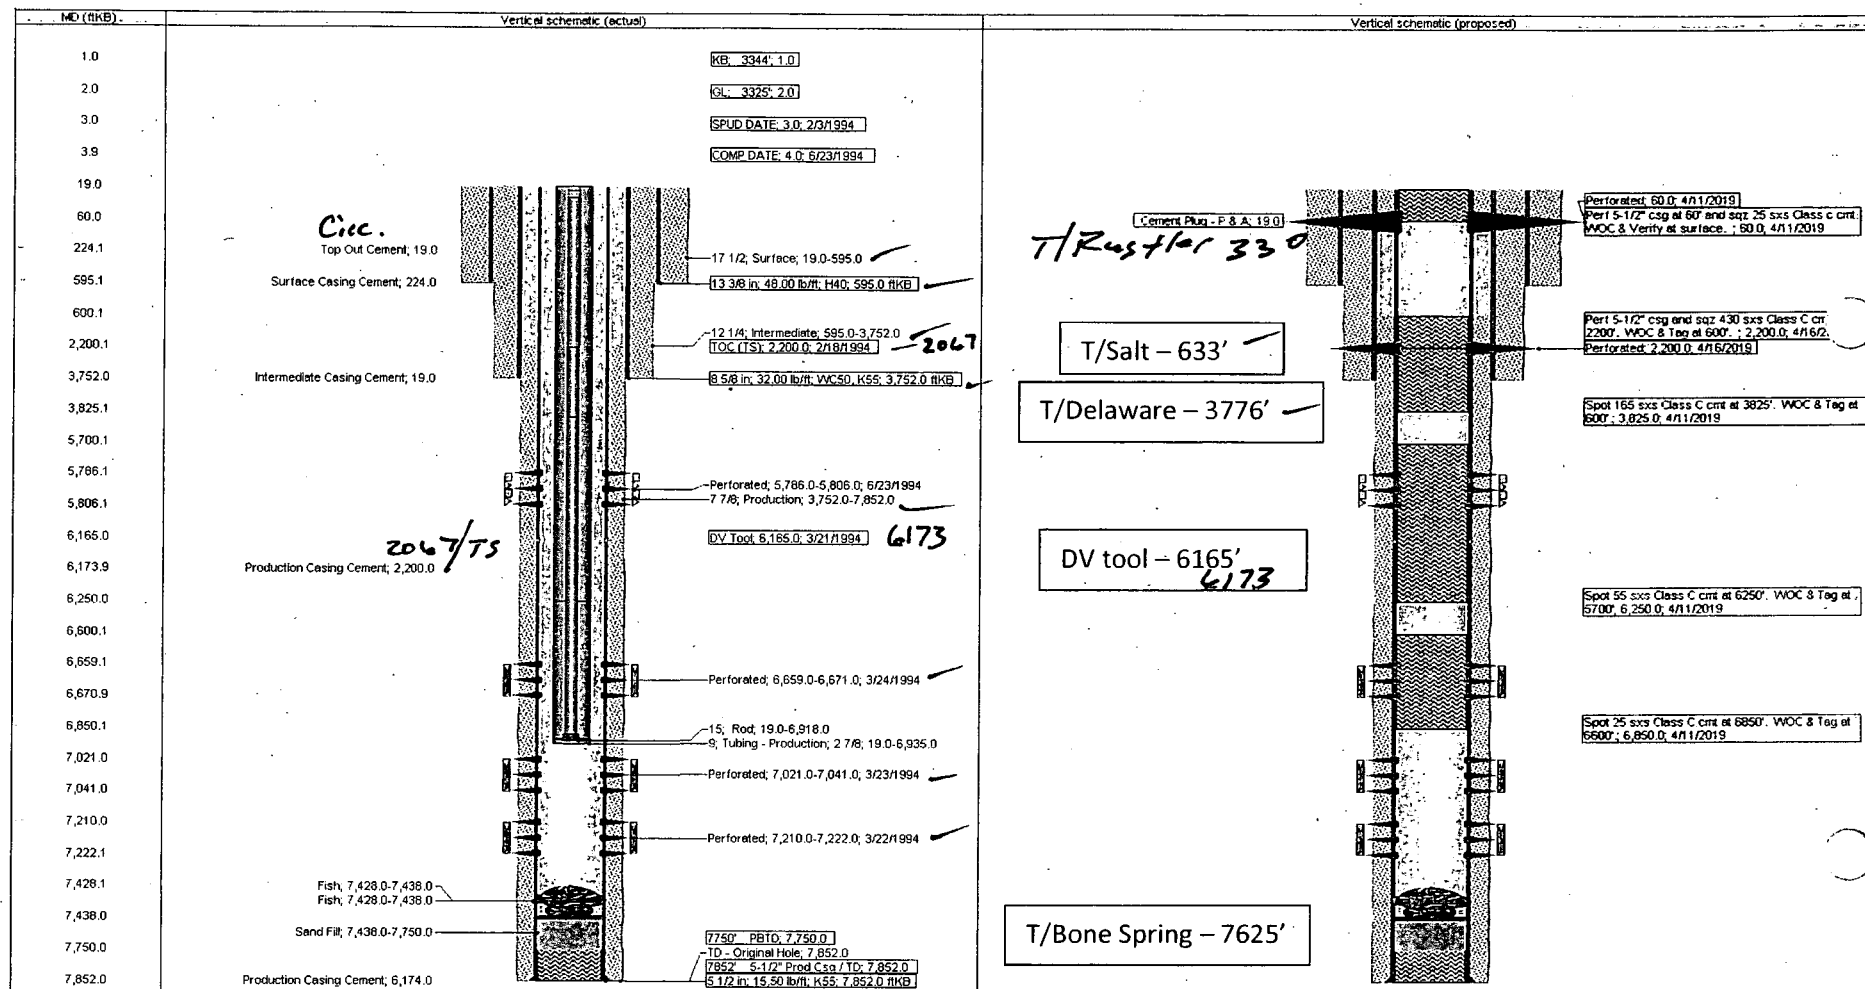 MD (ftKB)
Vertical schematic (actual)
Vertical schematic (proposed)
1.0
2.0
3.0
3.9
19.0
60.0
224.1
595.1
600.1
2,200.1
3,752.0
3,825.1
5,700.1
5,786.1
5,806.1
6,165.0
6,173.9
6,250.0
6,600.1
6,659.1
6,670.9
6,850.1
7,021.0
7,041.0
7,210.0
7,222.1
7,428.1
7,438.0
7,750.0
7,852.0
Circ.
Top Out Cement; 19.0
Surface Casing Cement; 224.0
Intermediate Casing Cement; 19.0
2067/TS
Production Casing Cement; 2,200.0
Fish; 7,428.0-7,438.0
Fish; 7,428.0-7,438.0
Sand Fill; 7,438.0-7,750.0
Production Casing Cement; 6,174.0
KB; 3344'; 1.0
GL; 3325'; 2.0
SPUD DATE; 3.0; 2/3/1994
COMP DATE; 4.0; 6/23/1994
17 1/2; Surface; 19.0-595.0
13 3/8 in; 48.00 lb/ft; H40; 595.0 ftKB
12 1/4; Intermediate; 595.0-3,752.0
TOC (TS); 2,200.0; 2/18/1994
2067
8 5/8 in; 32.00 lb/ft; WC50, K55; 3,752.0 ftKB
Perforated; 5,786.0-5,806.0; 6/23/1994
7 7/8; Production; 3,752.0-7,852.0
DV Tool; 6,165.0; 3/21/1994
6173
Perforated; 6,659.0-6,671.0; 3/24/1994
15; Rod; 19.0-6,918.0
9; Tubing - Production; 2 7/8; 19.0-6,935.0
Perforated; 7,021.0-7,041.0; 3/23/1994
Perforated; 7,210.0-7,222.0; 3/22/1994
7750' PBTD; 7,750.0
TD - Original Hole; 7,852.0
7852' 5-1/2" Prod Csg / TD; 7,852.0
5 1/2 in; 15.50 lb/ft; K55; 7,852.0 ftKB
Cement Plug - P & A; 19.0
T/Rustler 330
T/Salt – 633'
T/Delaware – 3776'
DV tool – 6165'
6173
T/Bone Spring – 7625'
Perforated; 60.0; 4/11/2019
Perf 5-1/2" csg at 60' and sqz 25 sxs Class c cmt.
WOC & Verify at surface. ; 60.0; 4/11/2019
Perf 5-1/2" csg and sqz 430 sxs Class C cm
2200'. WOC & Tag at 600'. ; 2,200.0; 4/16/2
Perforated; 2,200.0; 4/16/2019
Spot 165 sxs Class C cmt at 3825'. WOC & Tag at
600'; 3,825.0; 4/11/2019
Spot 55 sxs Class C cmt at 6250'. WOC & Tag at
5700'; 6,250.0; 4/11/2019
Spot 25 sxs Class C cmt at 6850'. WOC & Tag at
6600'; 6,850.0; 4/11/2019